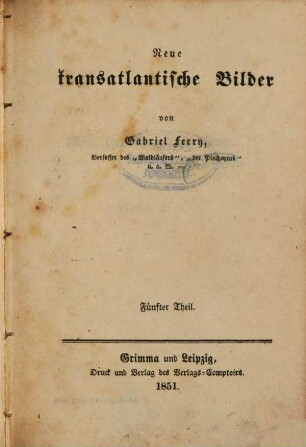 Neue
transatlantische Bilder
von
Gabriel Ferry,
Verfasser des „Waldläufers“, „der
u. a. W. —
Fünfter Theil.
Grimma und Leipzig,
Druck und Verlag des Verlags-Comptoirs.
1851.